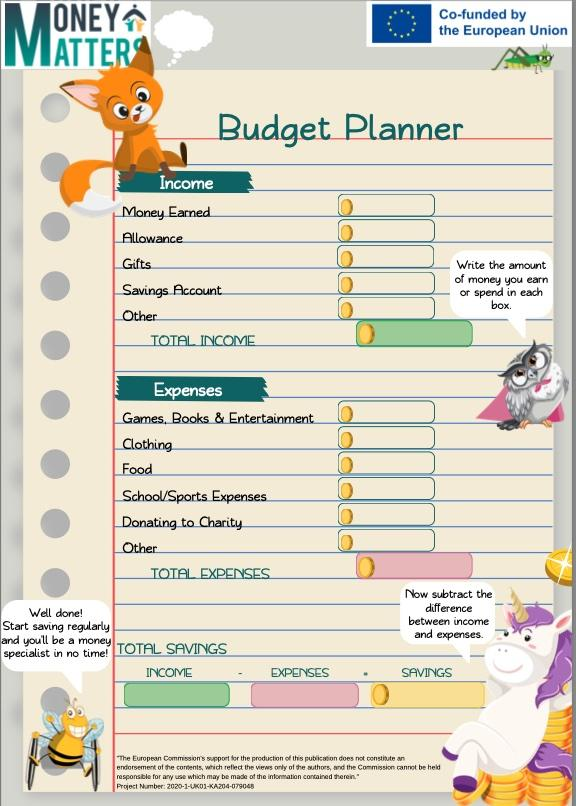 MONEY
MATTERS
Co-funded by
the European Union
Budget Planner
Income
Money Earned
Allowance
Gifts
Savings Account
Other
TOTAL INCOME
Write the amount
of money you earn
or spend in each
box.
Expenses
Games, Books & Entertainment
Clothing
Food
School/Sports Expenses
Donating to Charity
Other
TOTAL EXPENSES
Now subtract the
difference
between income
and expenses.
Well done!
Start saving regularly
and you'll be a money
specialist in no time!
TOTAL SAVINGS
INCOME - EXPENSES = SAVINGS
"The European Commission's support for the production of this publication does not constitute an
endorsement of the contents, which reflect the views only of the authors, and the Commission cannot be held
responsible for any use which may be made of the information contained therein."
Project Number: 2020-1-UK01-KA204-079048